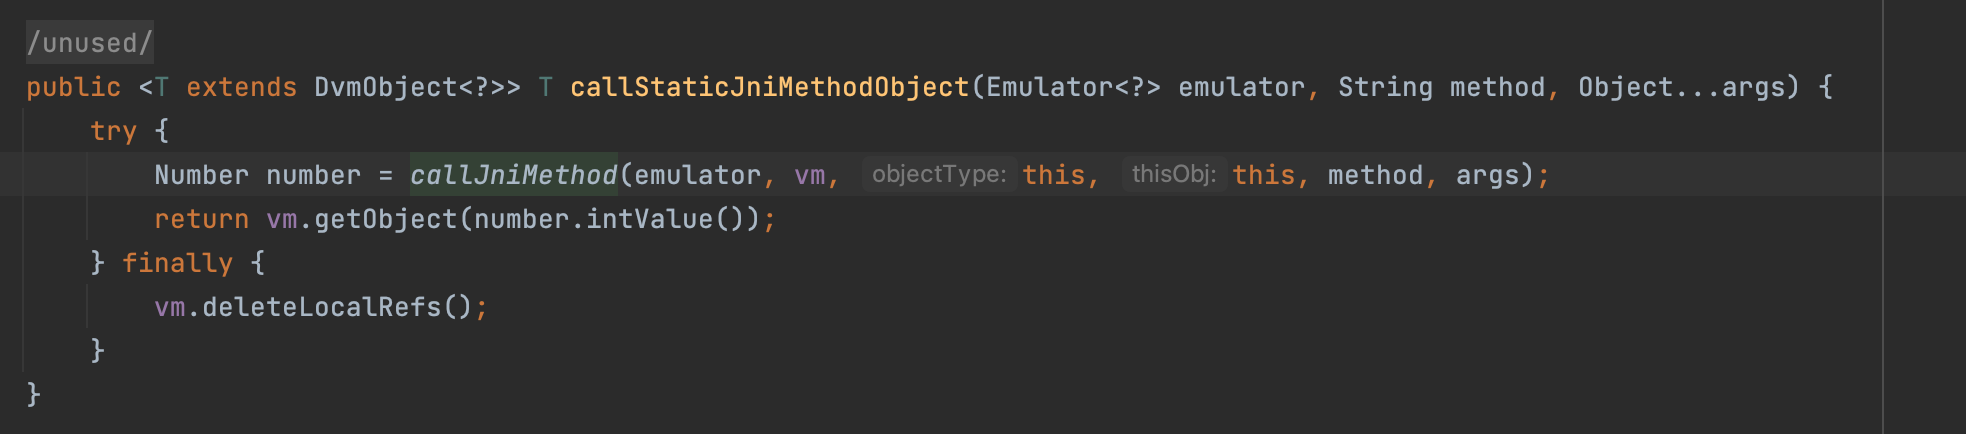 /unused/
public <T extends DvmObject<?>> T callStaticJniMethodObject(Emulator<?> emulator, String method, Object...args) {
    try {
        Number number = callJniMethod(emulator, vm, objectType: this, thisObj: this, method, args);
        return vm.getObject(number.intValue());
    } finally {
        vm.deleteLocalRefs();
    }
}